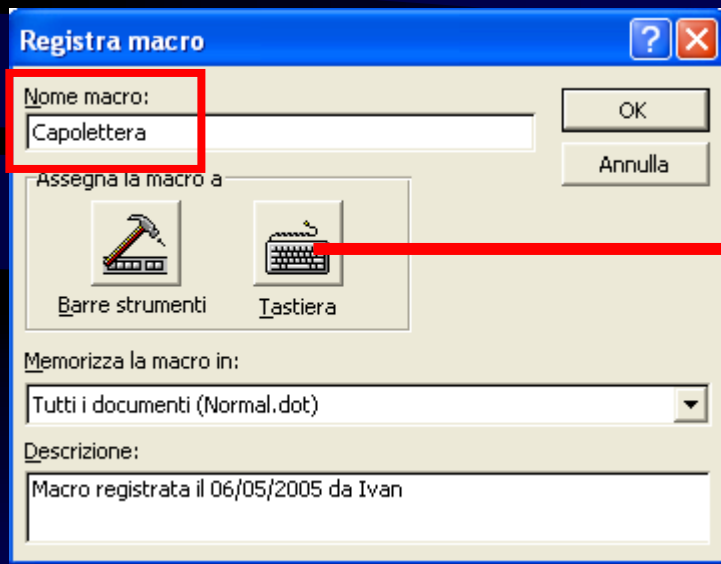 Registra macro
Nome macro:
OK
Capolettera
Annulla
Assegna la macro a
Barre strumenti
Tastiera
Memorizza la macro in:
Tutti i documenti (Normal.dot)
Descrizione:
Macro registrata il 06/05/2005 da Ivan